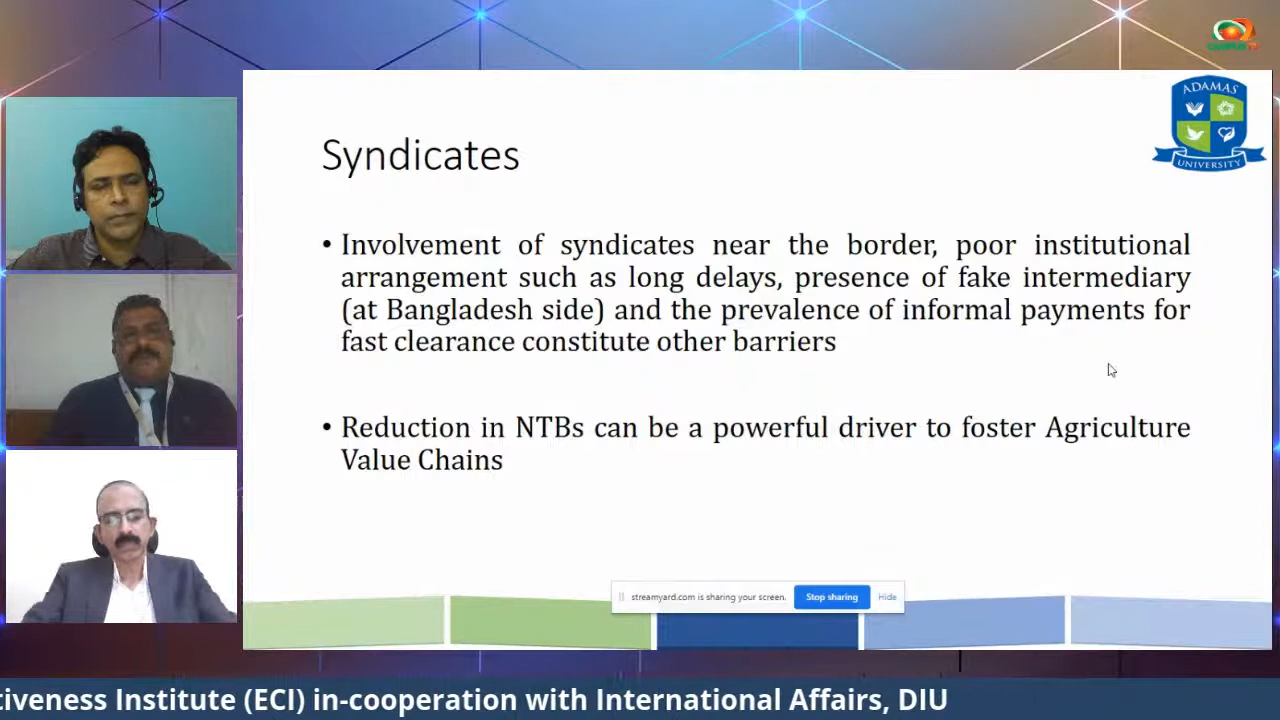 ADAMAS
UNIVERSITY
Syndicates
• Involvement of syndicates near the border, poor institutional
arrangement such as long delays, presence of fake intermediary
(at Bangladesh side) and the prevalence of informal payments for
fast clearance constitute other barriers
• Reduction in NTBs can be a powerful driver to foster Agriculture
Value Chains
streamyard.com is sharing your screen.
Stop sharing
Hide
tiveness Institute (ECI) in-cooperation with International Affairs, DIU